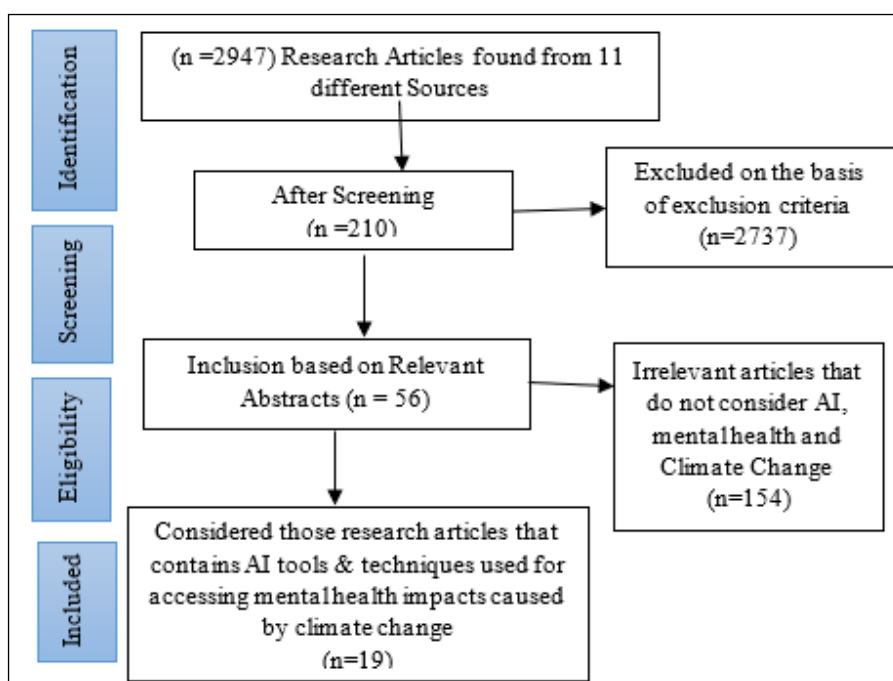 Identification
(n =2947) Research Articles found from 11
different Sources
After Screening
(n =210)
Excluded on the basis
of exclusion criteria
(n=2737)
Screening
Inclusion based on Relevant
Abstracts (n = 56)
Irrelevant articles that
do not consider AI,
mental health and
Climate Change
(n=154)
Eligibility
Considered those research articles that
contains AI tools & techniques used for
accessing mental health impacts caused
by climate change
(n=19)
Included